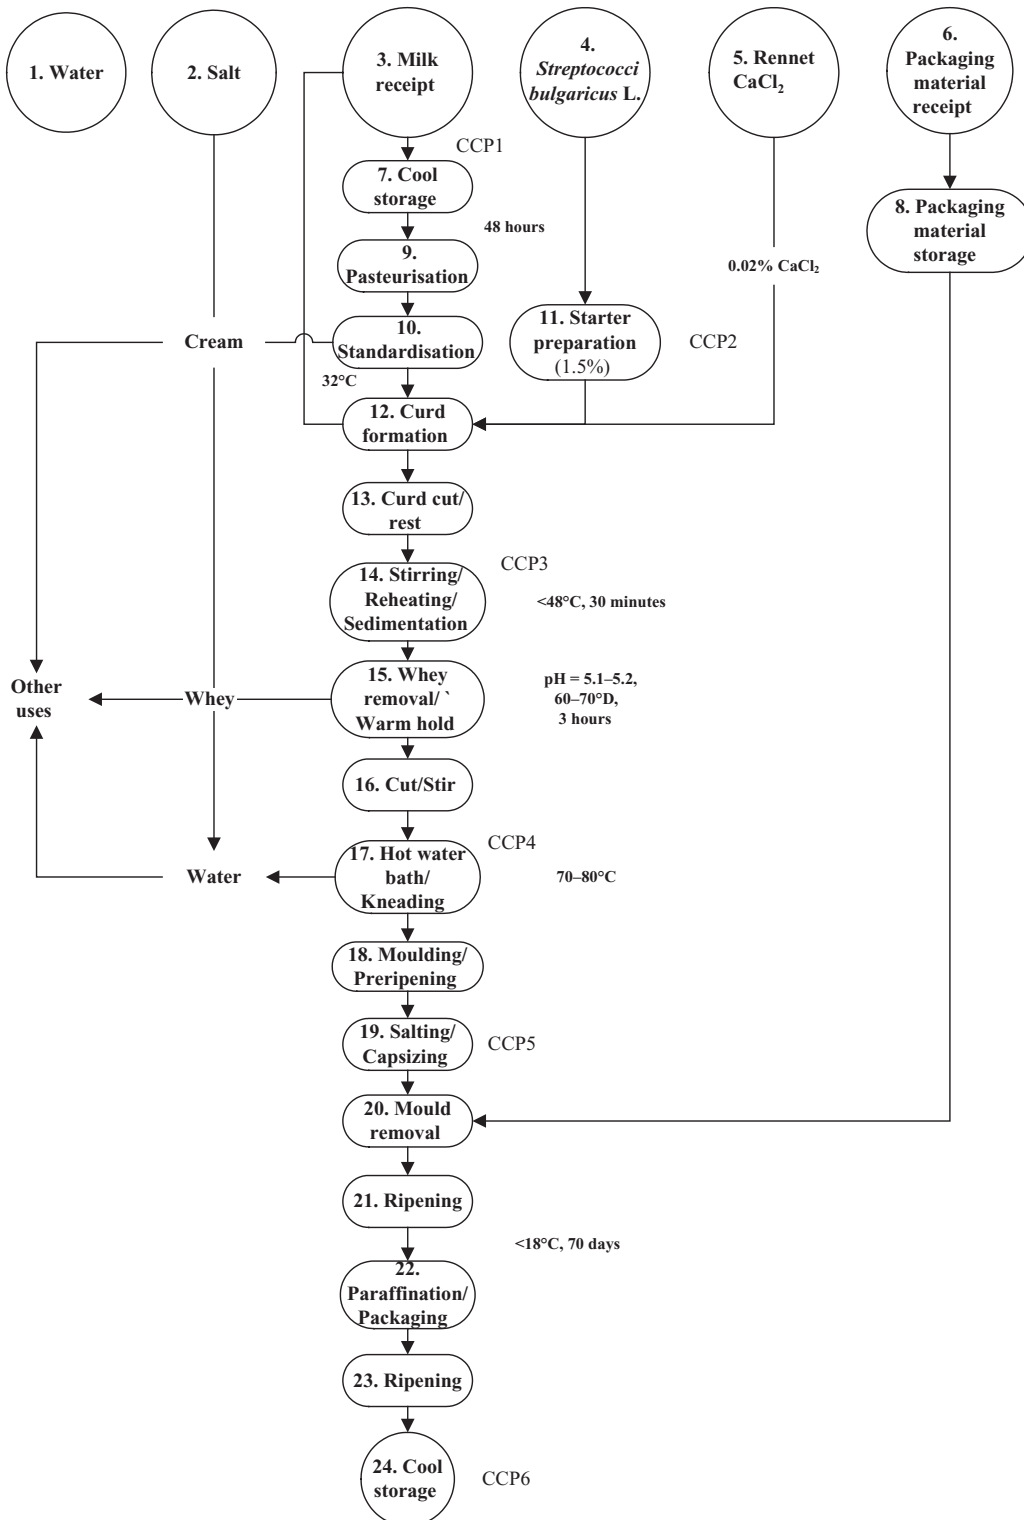 1. Water
2. Salt
3. Milk
receipt
4.
Streptococci
bulgaricus L.
5. Rennet
CaCl₂
6.
Packaging
material
receipt
CCP1
7. Cool
storage
8. Packaging
material
storage
48 hours
9.
Pasteurisation
0.02% CaCl₂
10.
Standardisation
Cream
11. Starter
preparation
(1.5%)
CCP2
32°C
12. Curd
formation
13. Curd cut/
rest
CCP3
14. Stirring/
Reheating/
Sedimentation
<48°C, 30 minutes
15. Whey
removal/ `
Warm hold
pH = 5.1–5.2,
60–70°D,
3 hours
Other
uses
Whey
16. Cut/Stir
CCP4
17. Hot water
bath/
Kneading
70–80°C
Water
18. Moulding/
Preripening
19. Salting/
Capsizing
CCP5
20. Mould
removal
21. Ripening
<18°C, 70 days
22.
Paraffination/
Packaging
23. Ripening
24. Cool
storage
CCP6